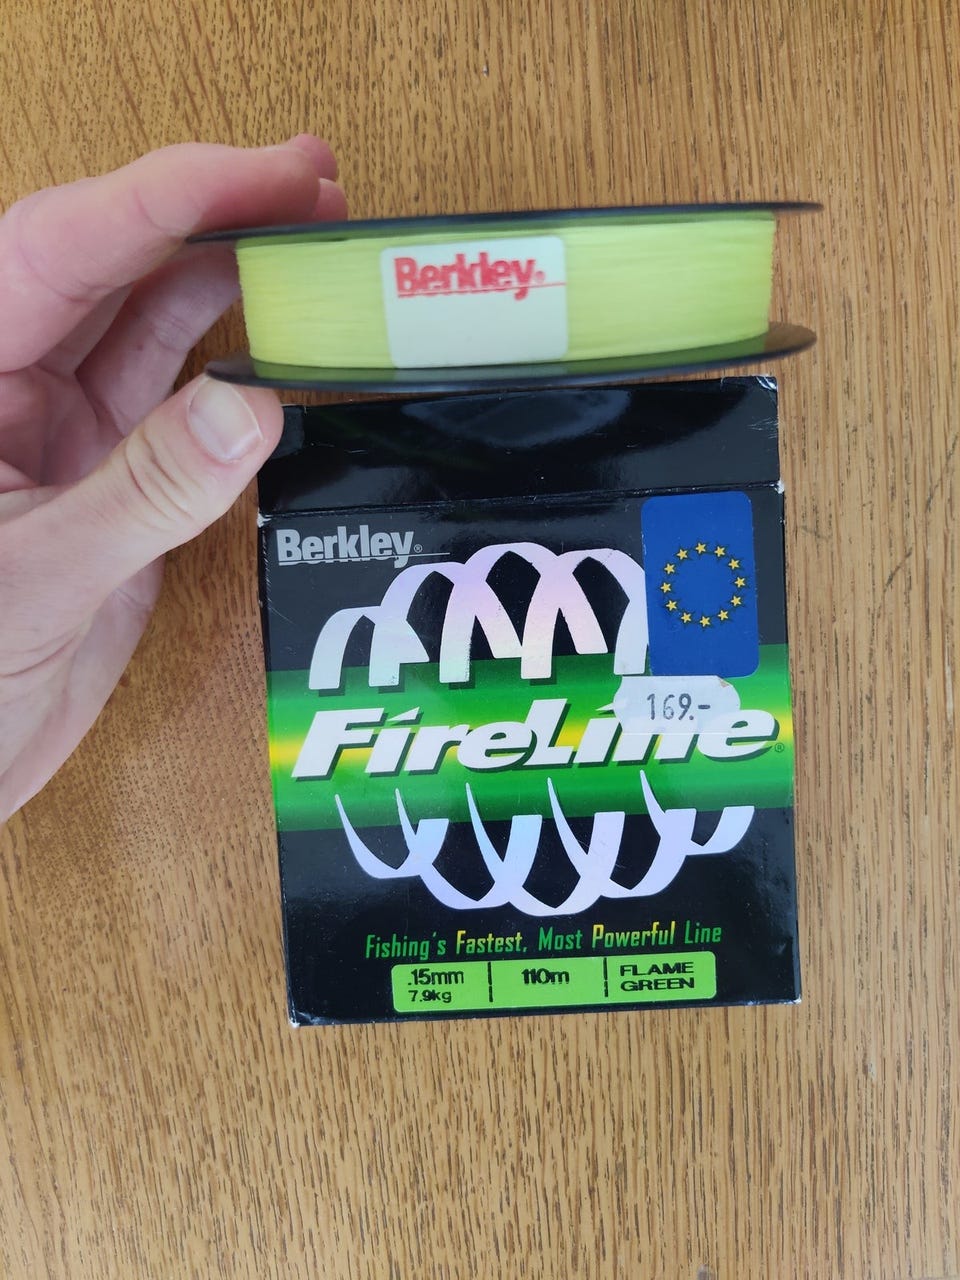 Berkley®
Berkley®
169.-
FireLine®
Fishing's Fastest, Most Powerful Line
.15mm
7.9kg
110m
FLAME
GREEN